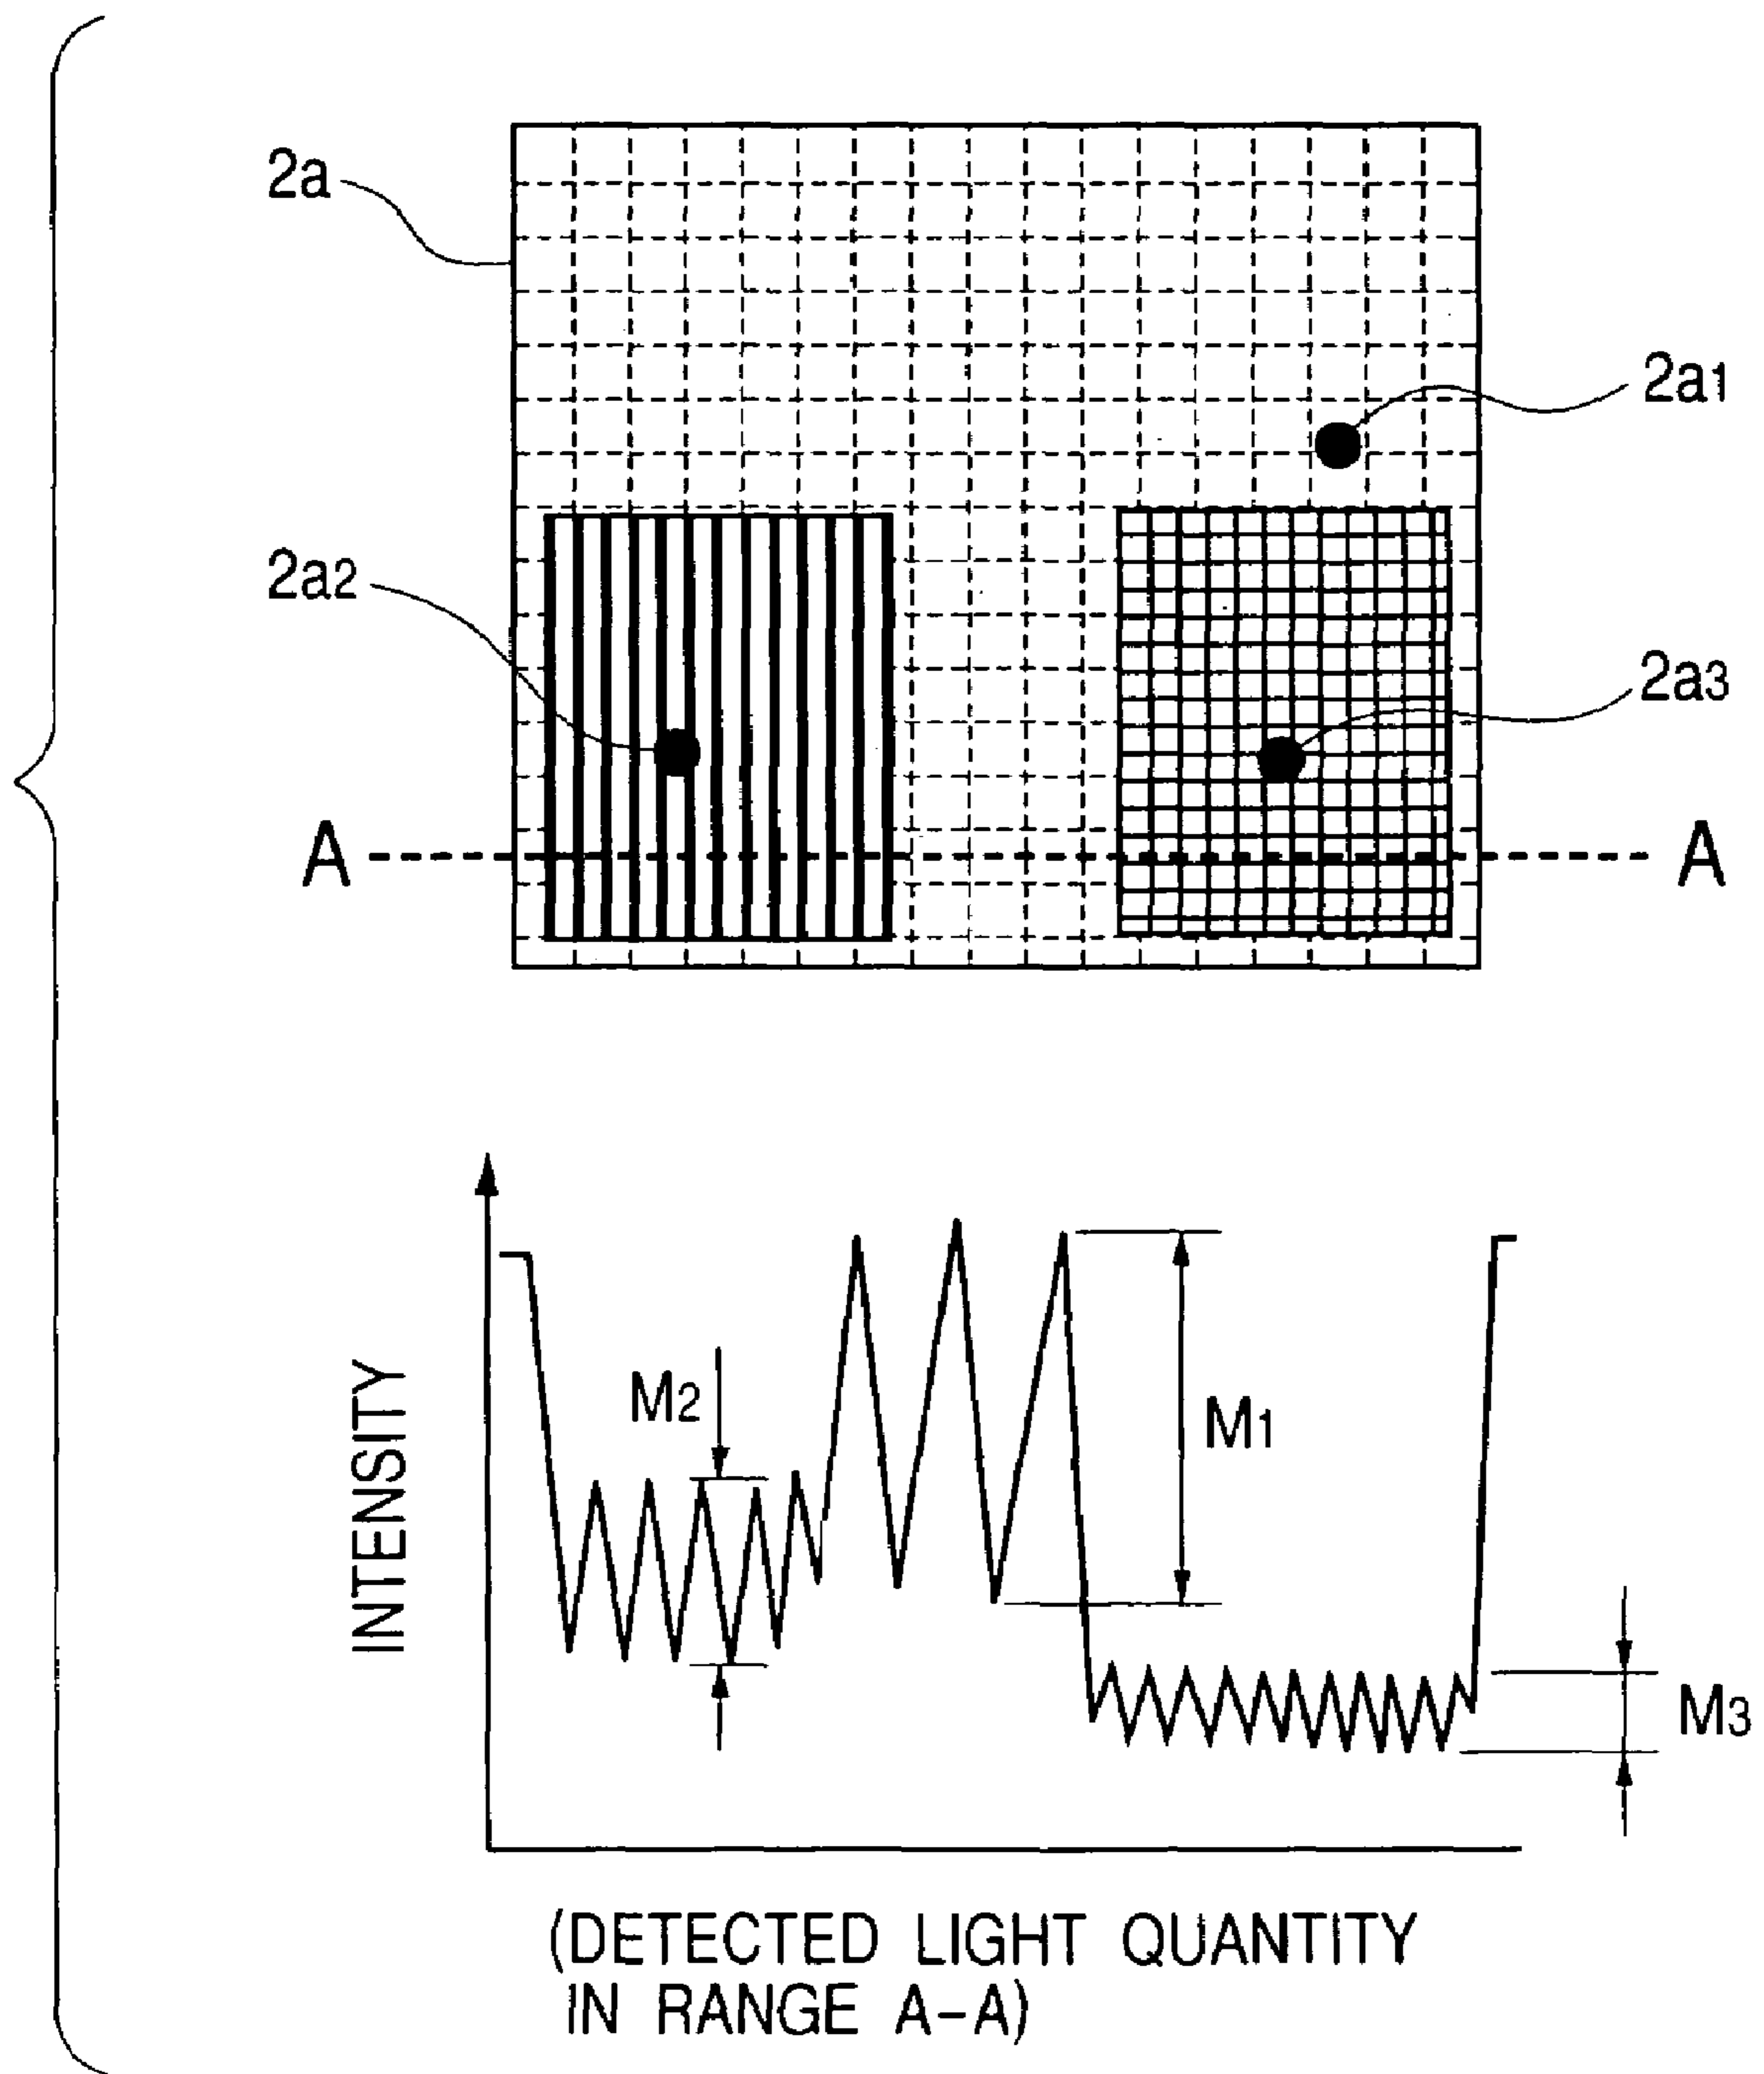 2a
2a1
2a2
2a3
A
A
INTENSITY
M2
M1
M3
(DETECTED LIGHT QUANTITY
IN RANGE A-A)